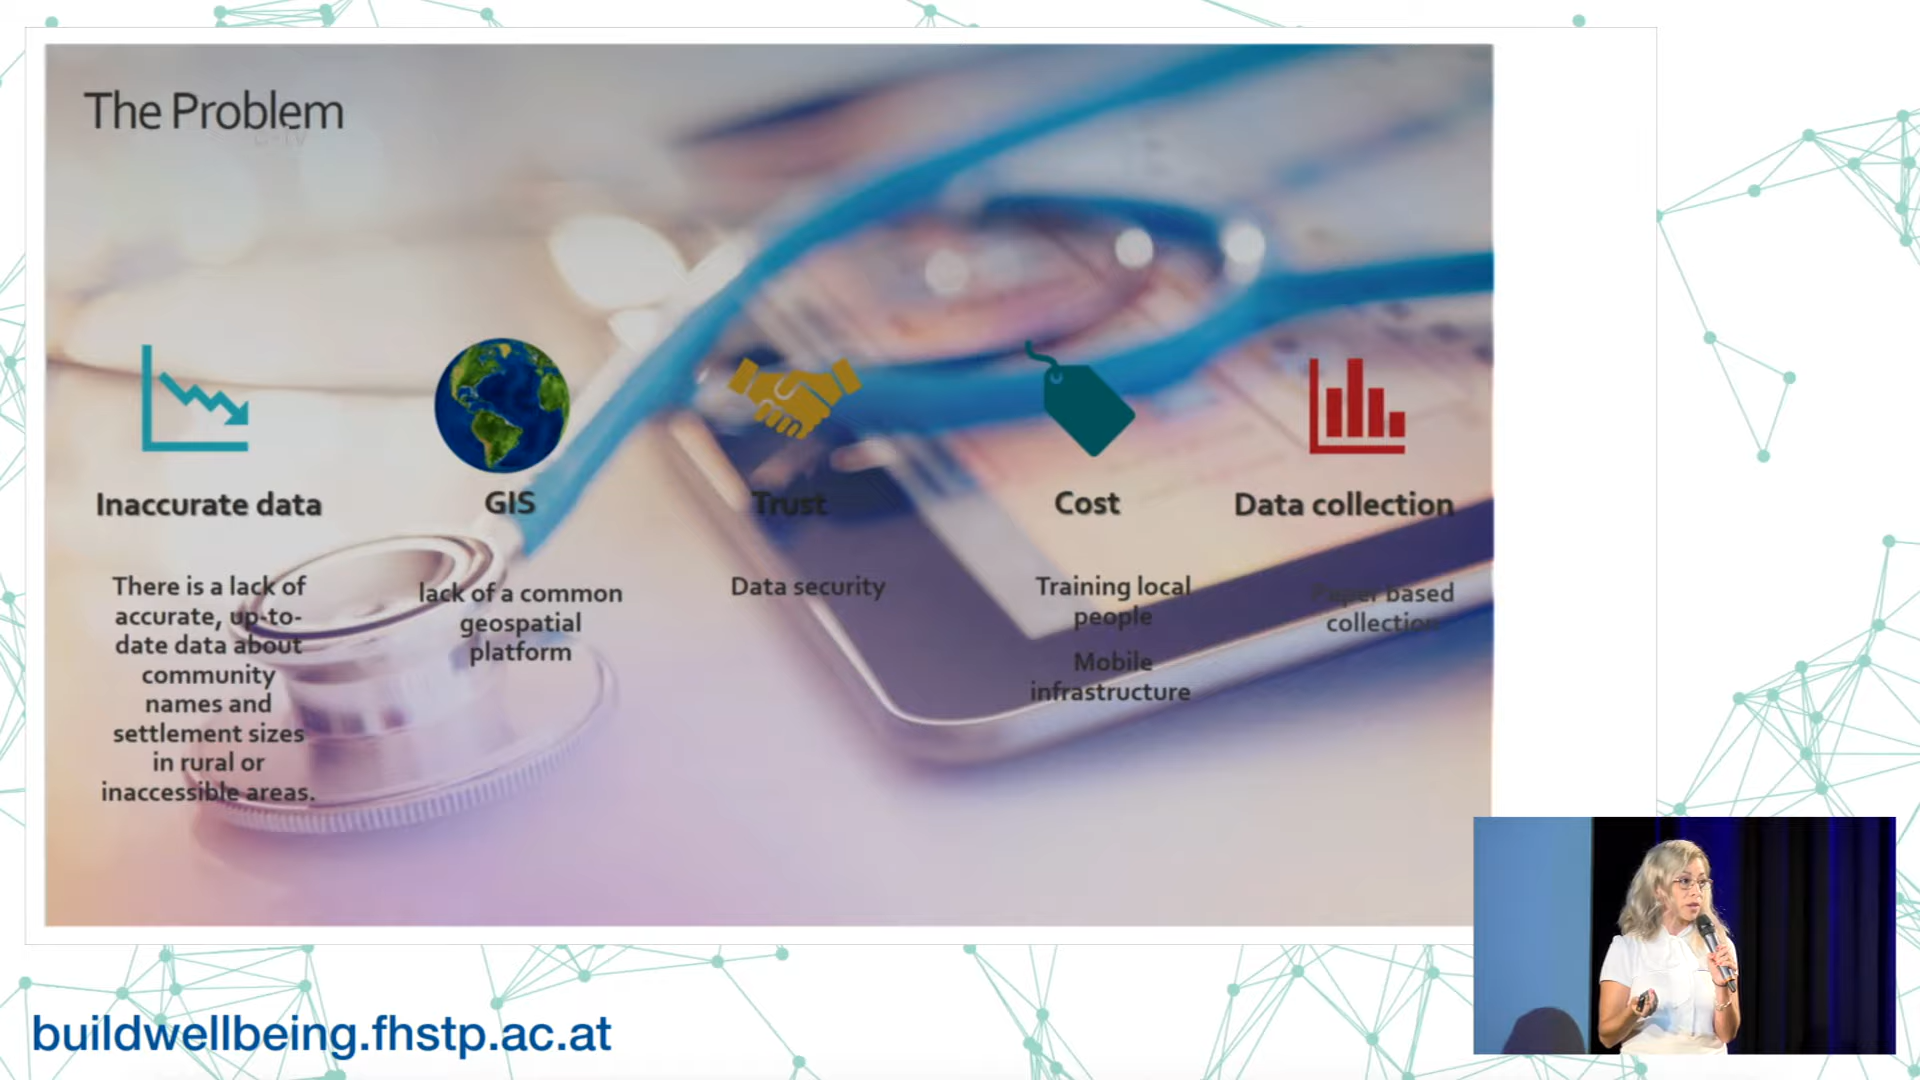 The Problem
Inaccurate data
There is a lack of
accurate, up-to-
date data about
community
names and
settlement sizes
in rural or
inaccessible areas.
GIS
lack of a common
geospatial
platform
Trust
Data security
Cost
Training local
people
Mobile
infrastructure
Data collection
Paper based
collection
buildwellbeing.fhstp.ac.at